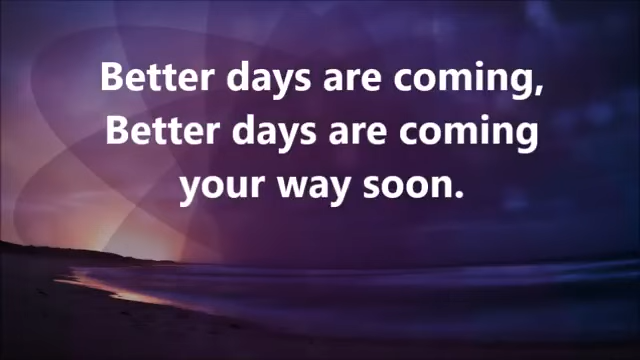 Better days are coming,
Better days are coming
your way soon.